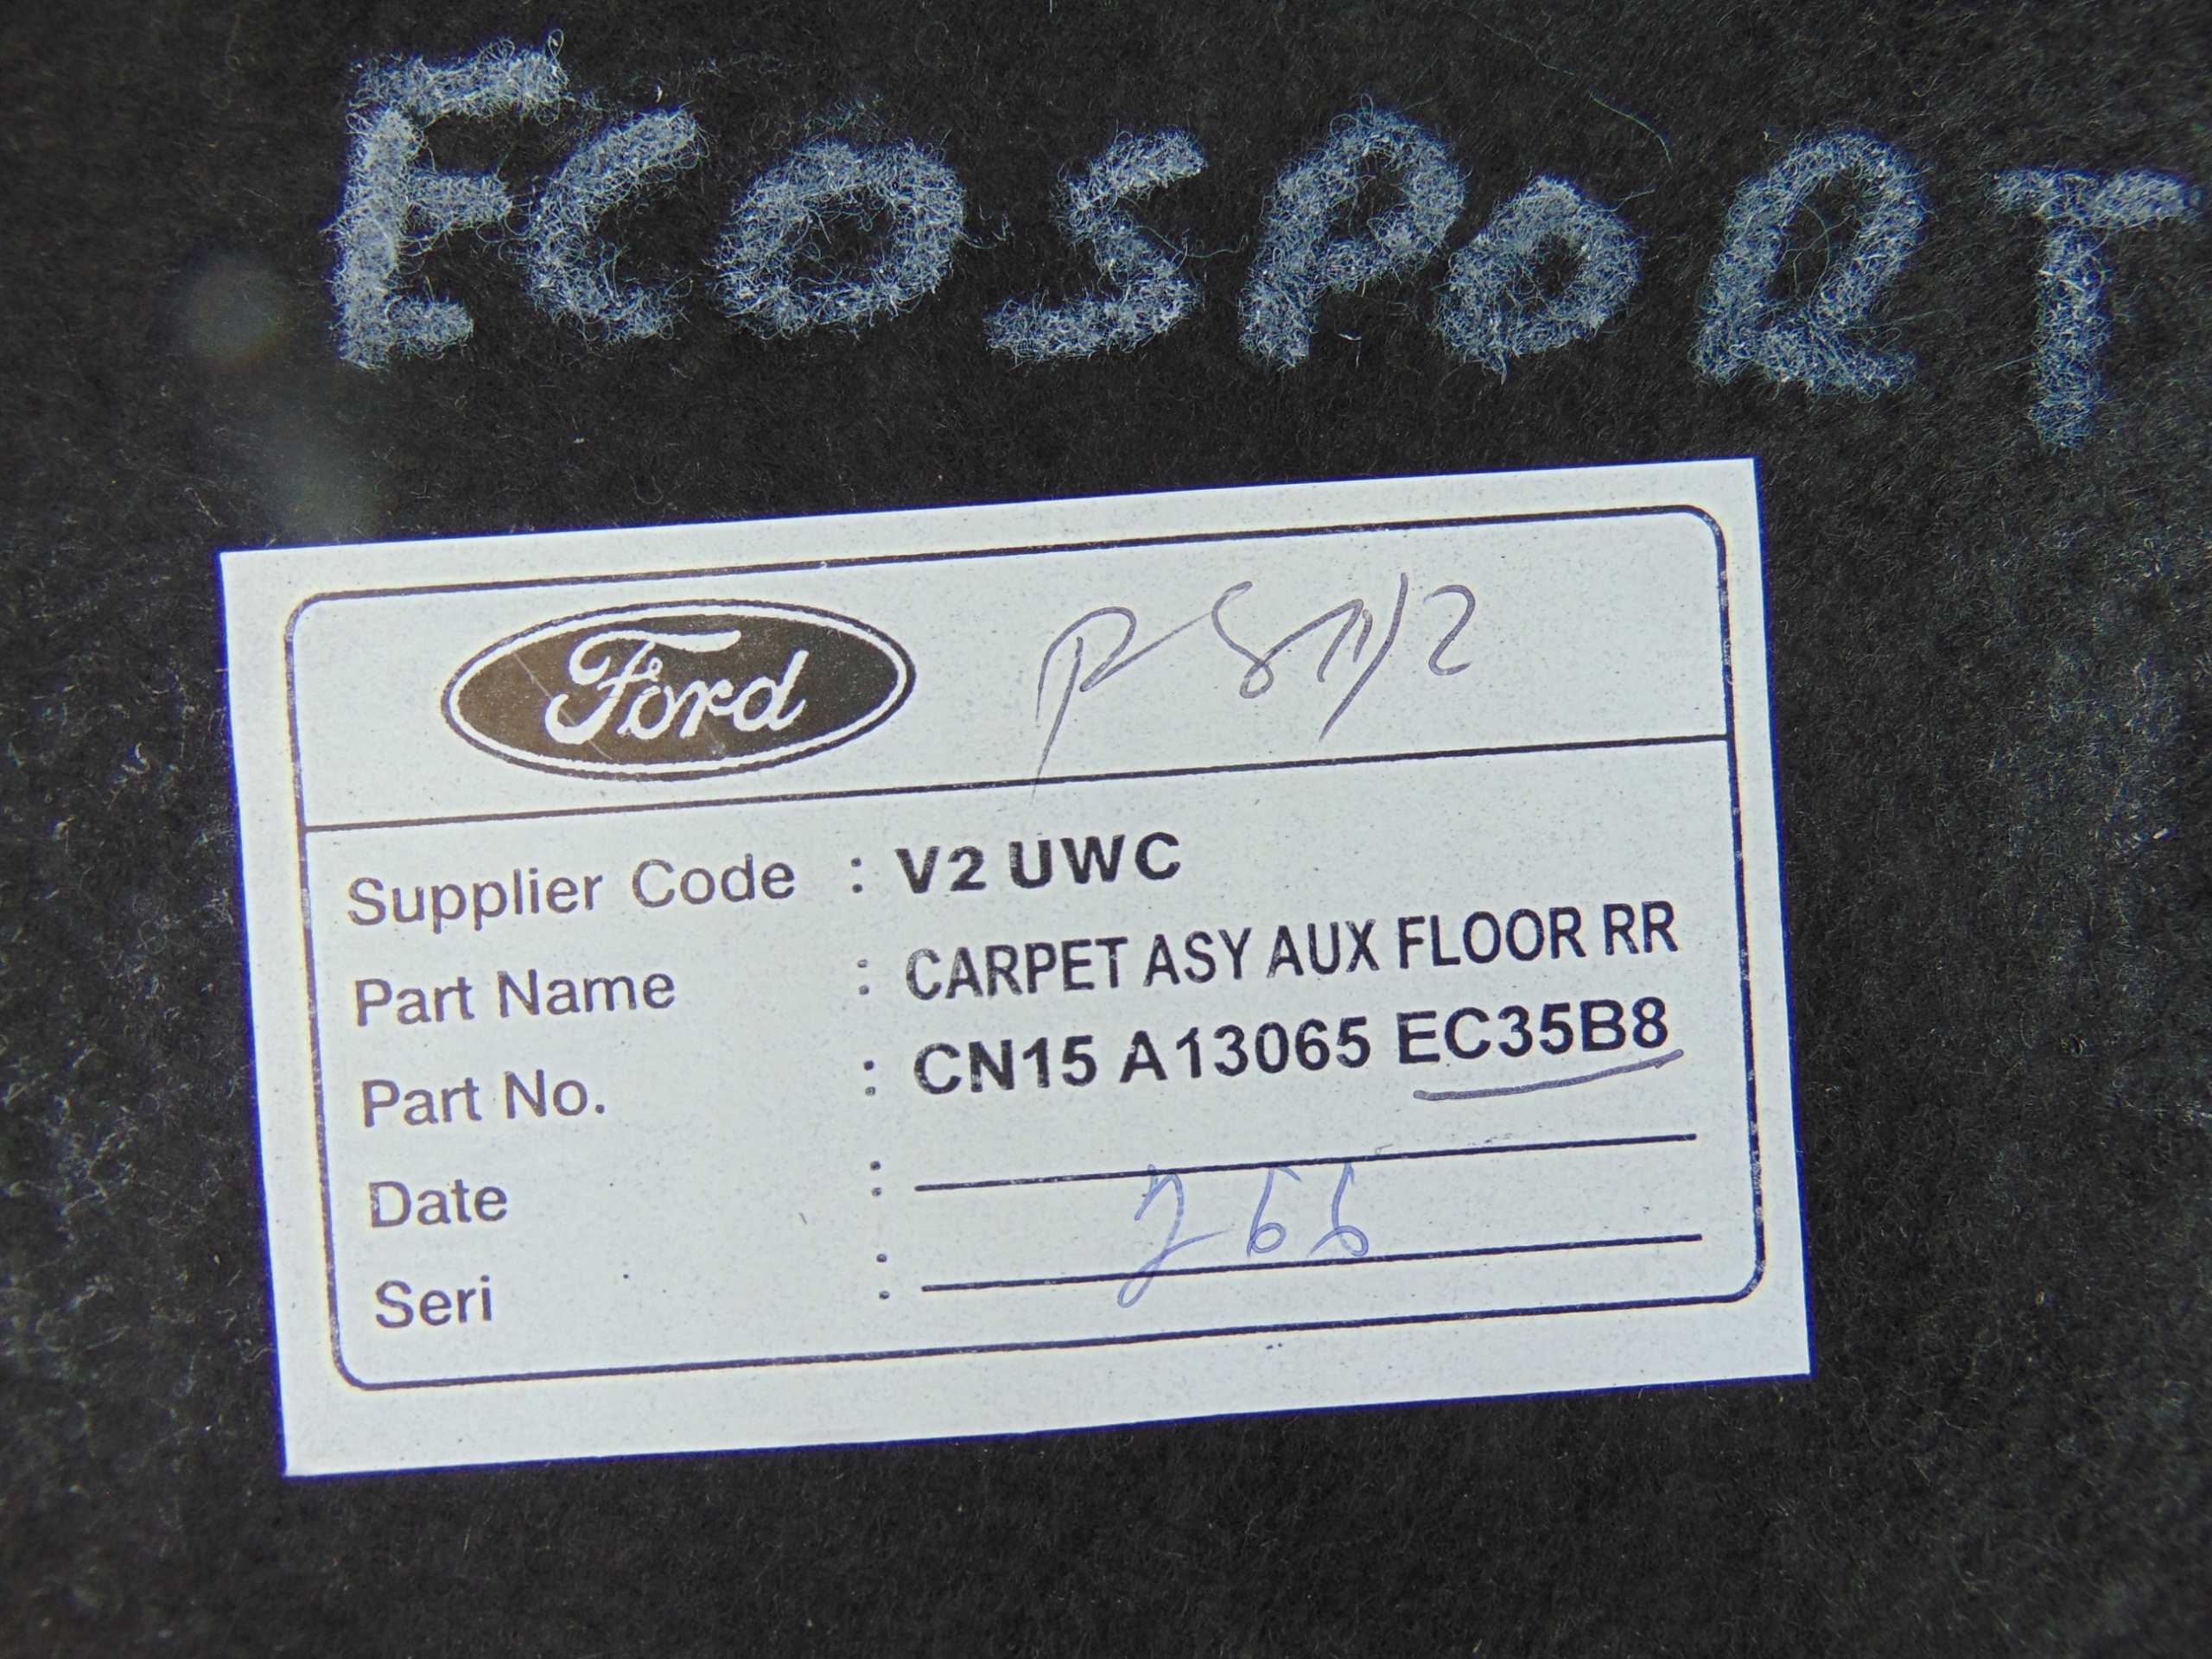 ECOSPORT
Ford
Supplier Code : V2 UWC
Part Name : CARPET ASY AUX FLOOR RR
Part No. : CN15 A13065 EC35B8
Date :
Seri : 266